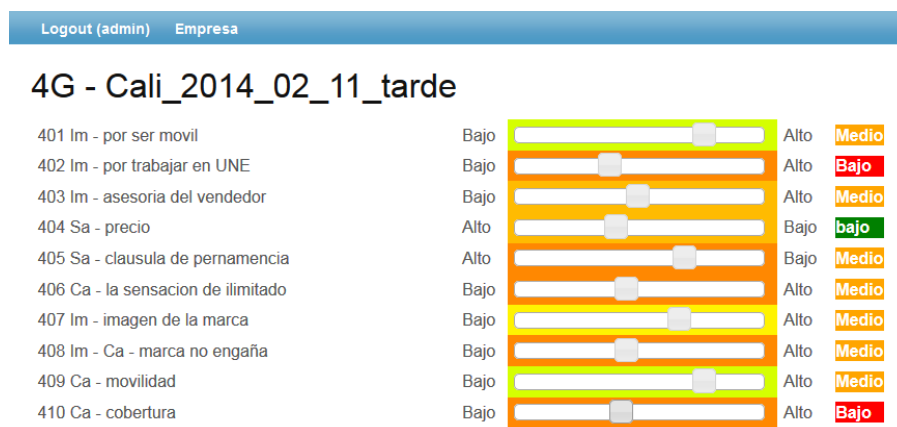 Logout (admin) Empresa
4G - Cali_2014_02_11_tarde
401 Im - por ser movil Bajo Alto Medio
402 Im - por trabajar en UNE Bajo Alto Bajo
403 Im - asesoria del vendedor Bajo Alto Medio
404 Sa - precio Alto Bajo bajo
405 Sa - clausula de pernamencia Alto Bajo Medio
406 Ca - la sensacion de ilimitado Bajo Alto Medio
407 Im - imagen de la marca Bajo Alto Medio
408 Im - Ca - marca no engaña Bajo Alto Medio
409 Ca - movilidad Bajo Alto Medio
410 Ca - cobertura Bajo Alto Bajo